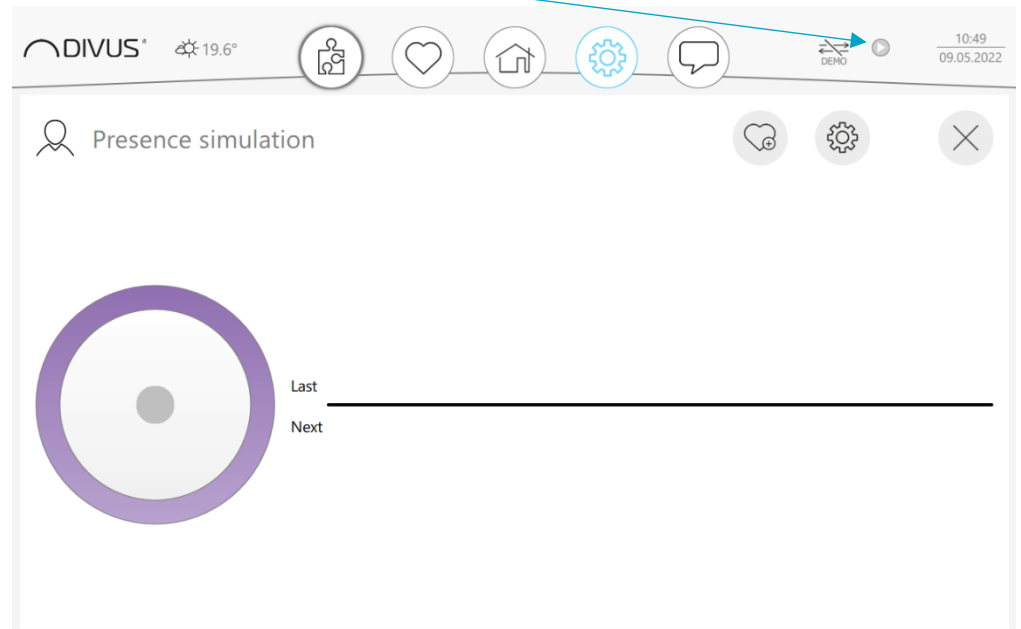 DIVUS
19.6°
DEMO
10:49
09.05.2022
Presence simulation
Last
Next